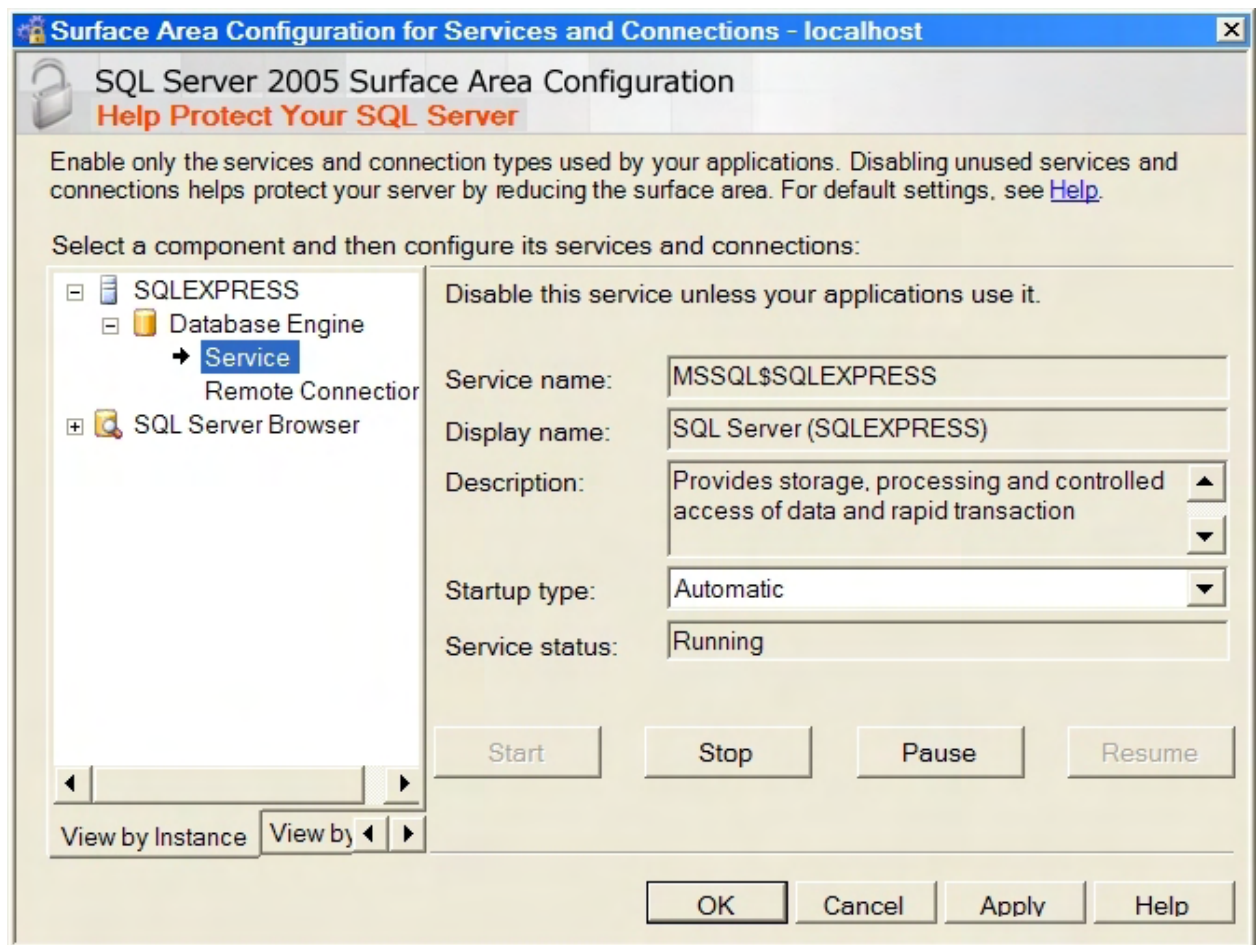 Surface Area Configuration for Services and Connections - localhost
SQL Server 2005 Surface Area Configuration
Help Protect Your SQL Server
Enable only the services and connection types used by your applications. Disabling unused services and
connections helps protect your server by reducing the surface area. For default settings, see Help.
Select a component and then configure its services and connections:
SQLEXPRESS
Database Engine
Service
Remote Connection
SQL Server Browser
View by Instance
View by
Disable this service unless your applications use it.
Service name: MSSQL$SQLEXPRESS
Display name: SQL Server (SQLEXPRESS)
Description: Provides storage, processing and controlled
access of data and rapid transaction
Startup type: Automatic
Service status: Running
Start Stop Pause Resume
OK Cancel Apply Help